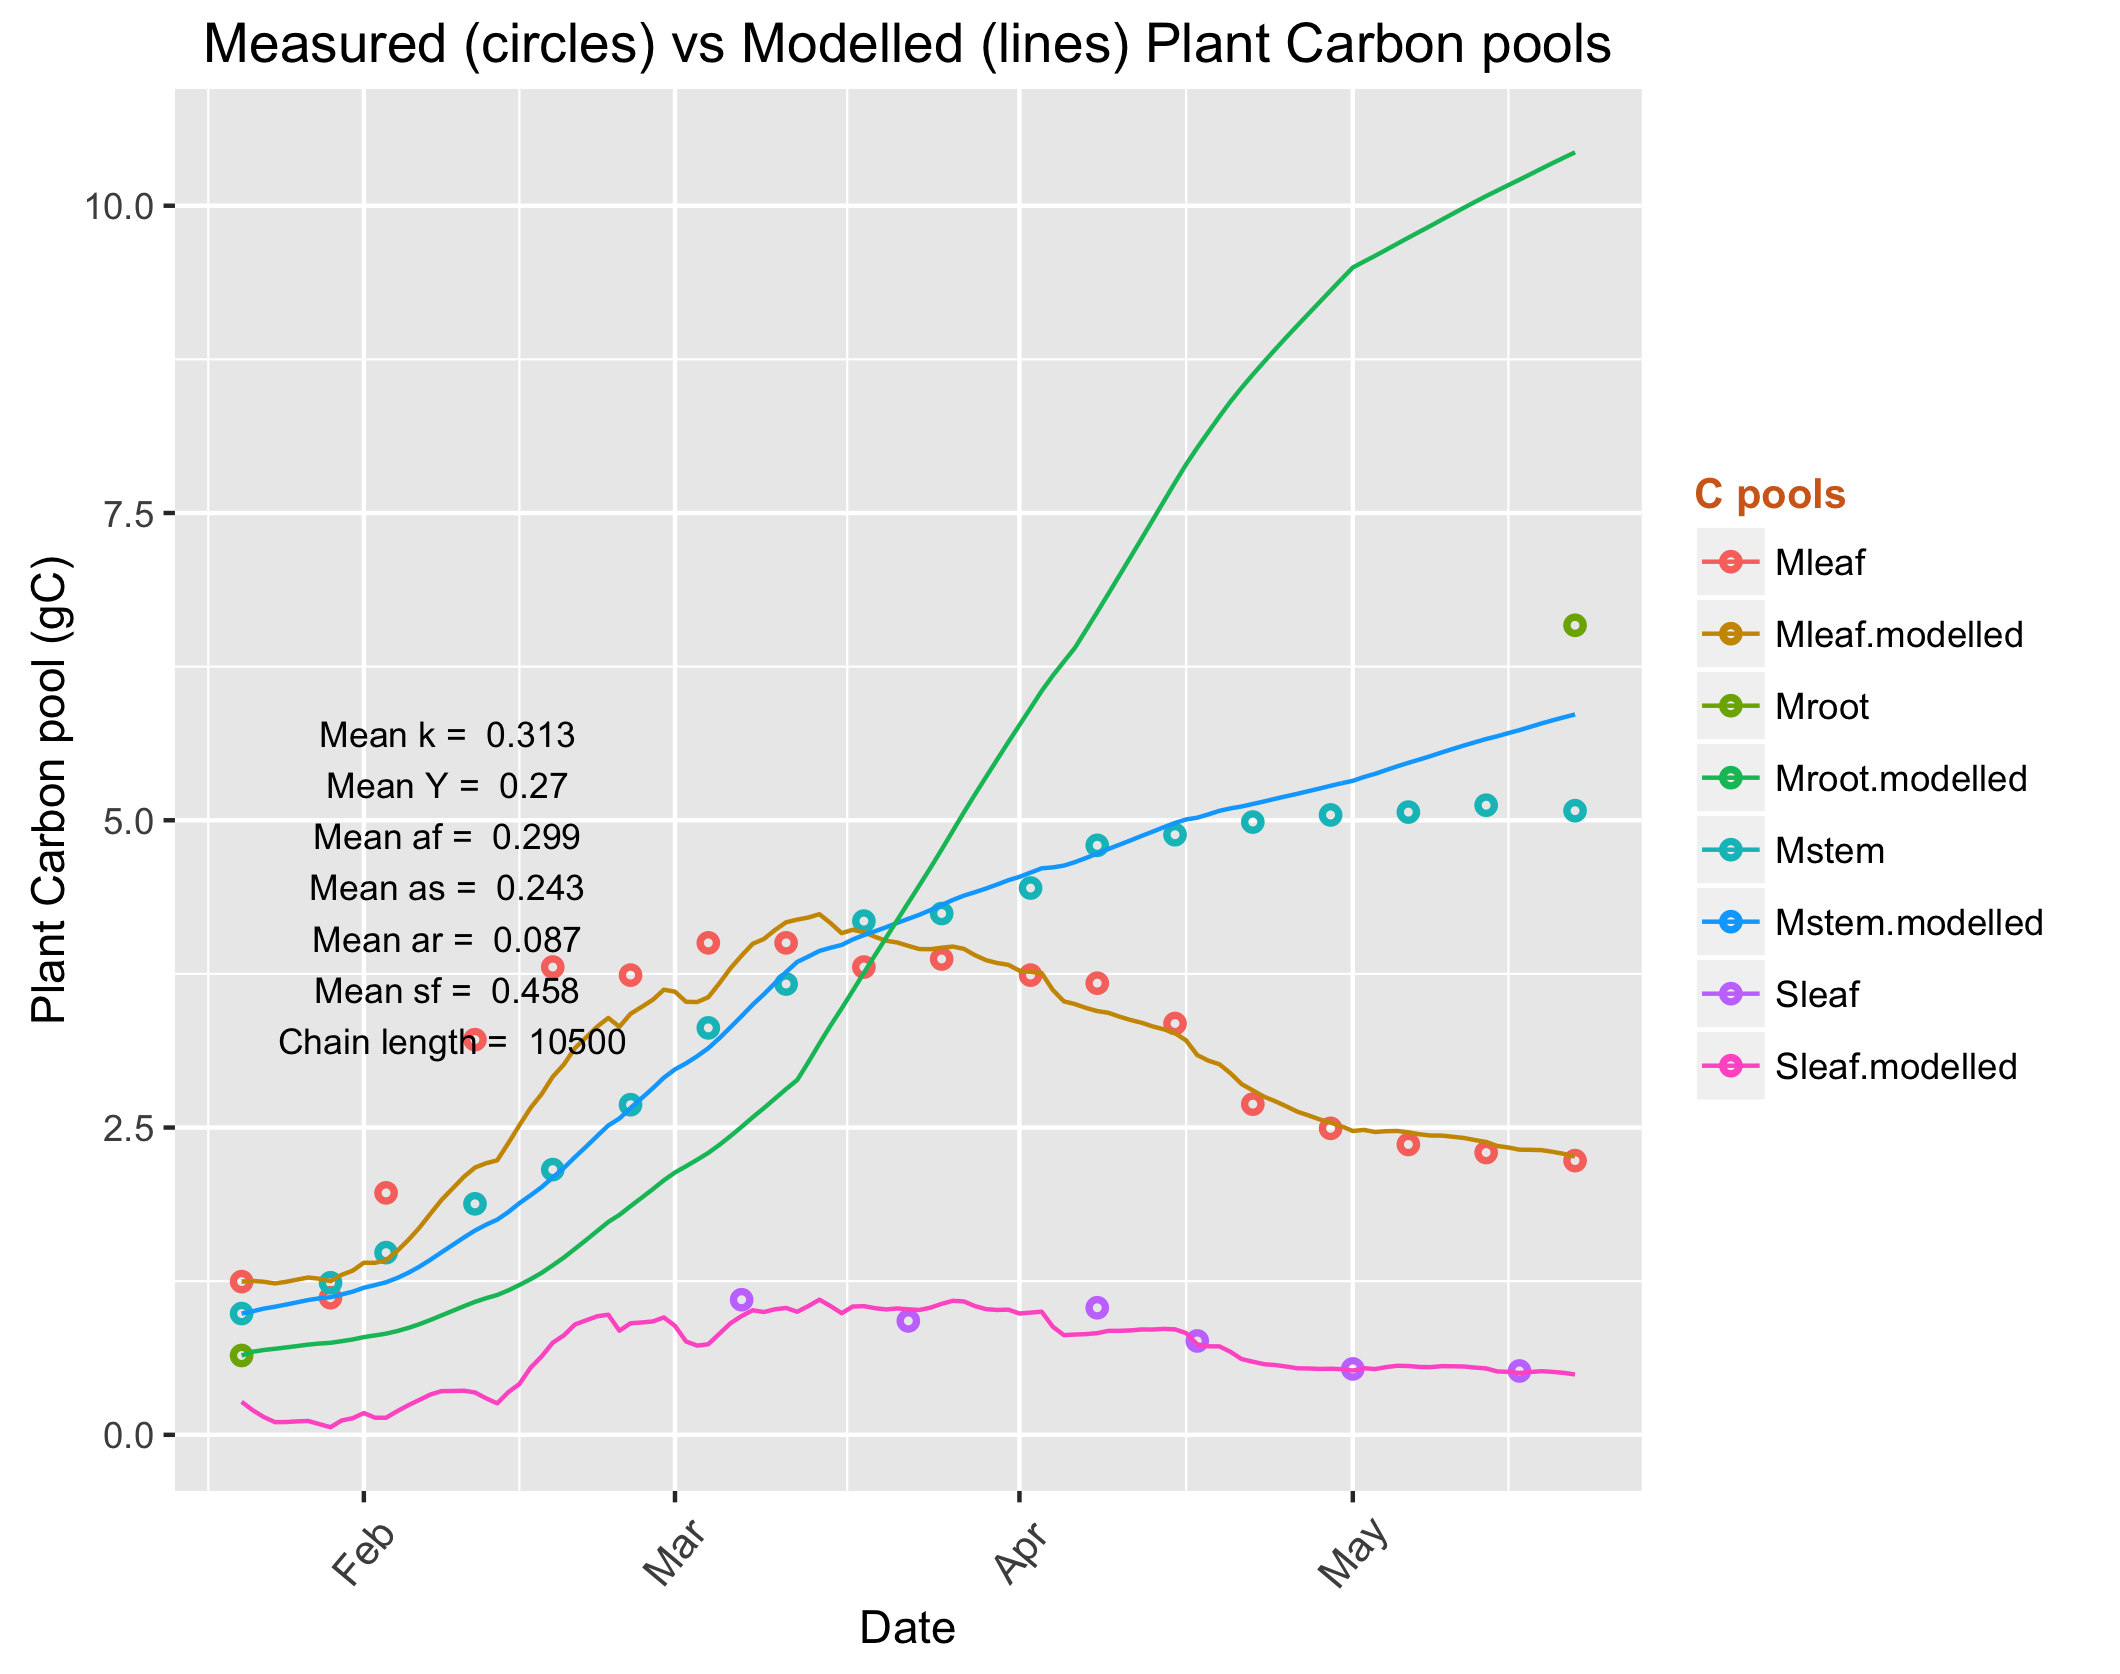 Measured (circles) vs Modelled (lines) Plant Carbon pools
Plant Carbon pool (gC)
10.0
7.5
5.0
2.5
0.0
Mean k = 0.313
Mean Y = 0.27
Mean af = 0.299
Mean as = 0.243
Mean ar = 0.087
Mean sf = 0.458
Chain length = 10500
Feb
Mar
Apr
May
Date
C pools
Mleaf
Mleaf.modelled
Mroot
Mroot.modelled
Mstem
Mstem.modelled
Sleaf
Sleaf.modelled